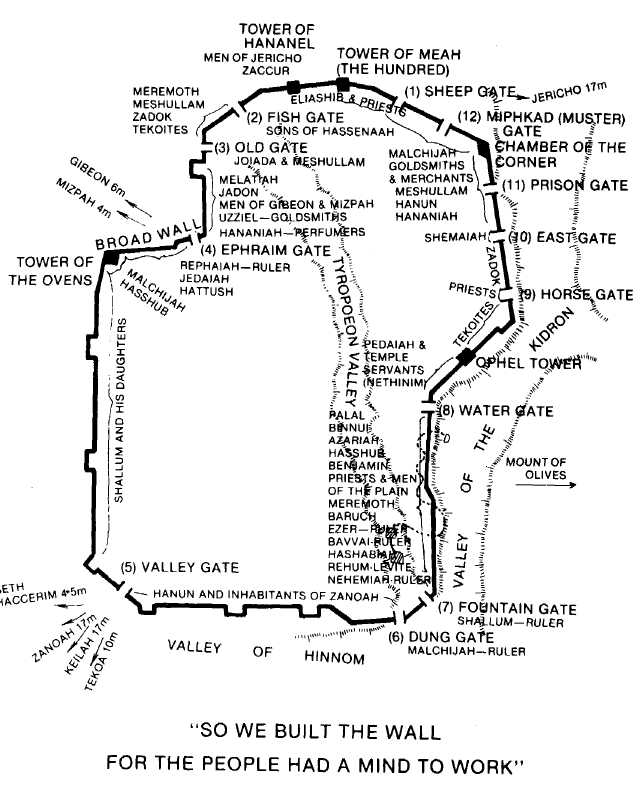 TOWER OF
HANANEL
MEN OF JERICHO
ZACCUR
TOWER OF MEAH
(THE HUNDRED)
ELIASHIB & PRIESTS
(1) SHEEP GATE
JERICHO 17m
(12) MIPHKAD (MUSTER)
GATE
CHAMBER OF THE
CORNER
MEREMOTH
MESHULLAM
ZADOK
TEKOITES
(2) FISH GATE
SONS OF HASSENAAH
(3) OLD GATE
JOIADA & MESHULLAM
MALCHIJAH
GOLDSMITHS
& MERCHANTS
MESHULLAM
HANUN
HANANIAH
(11) PRISON GATE
GIBEON 6m
MIZPAH 4m
MELATIAH
JADON
MEN OF GIBEON & MIZPAH
UZZIEL—GOLDSMITHS
HANANIAH—PERFUMERS
BROAD WALL
(4) EPHRAIM GATE
SHEMAIAH
(10) EAST GATE
ZADOK
TOWER OF
THE OVENS
MALCHIJAH
HASSHUB
REPHAIAH—RULER
JEDAIAH
HATTUSH
TYROPOEON VALLEY
PRIESTS
(9) HORSE GATE
TEKOITES
KIDRON
PEDAIAH &
TEMPLE
SERVANTS
(NETHINIM)
OPHEL TOWER
SHALLUM AND HIS DAUGHTERS
(8) WATER GATE
PALAL
BINNUI
AZARIAH
HASSHUB
BENJAMIN
PRIESTS & MEN
OF THE PLAIN
MEREMOTH
BARUCH
EZER—RULER
BAVVAI—RULER
HASHABIAH
REHUM—LEVITE
NEHEMIAH—RULER
VALLEY OF THE
MOUNT OF
OLIVES
(5) VALLEY GATE
HANUN AND INHABITANTS OF ZANOAH
BETH
HACCERIM 4•5m
ZANOAH 17m
KEILAH 17m
TEKOA 10m
(7) FOUNTAIN GATE
SHALLUM—RULER
(6) DUNG GATE
MALCHIJAH—RULER
VALLEY OF HINNOM
"SO WE BUILT THE WALL
FOR THE PEOPLE HAD A MIND TO WORK"